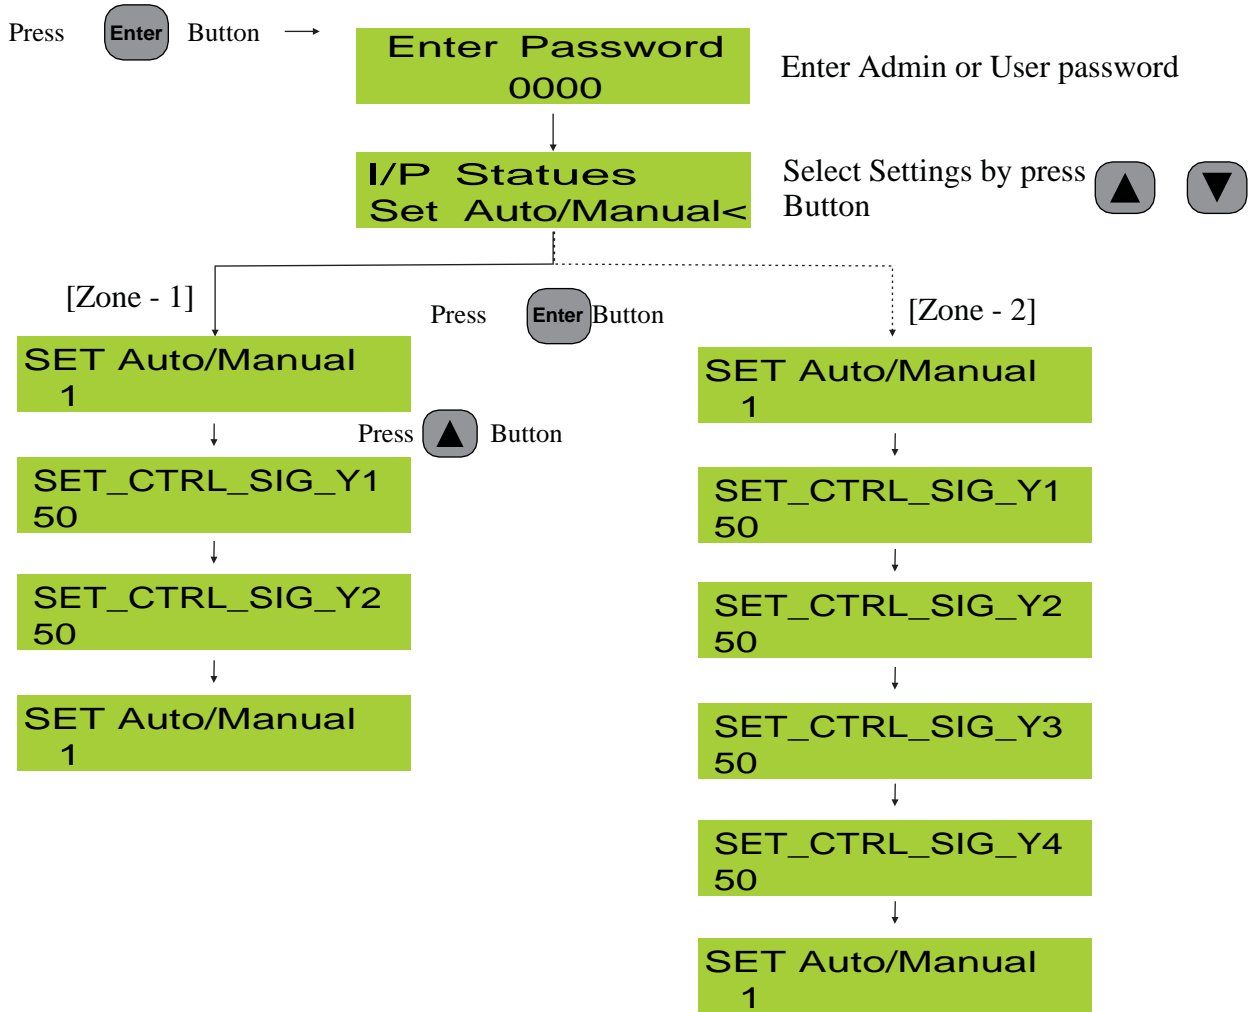 Press Enter Button
Enter Password
0000
Enter Admin or User password
I/P Statues
Set Auto/Manual<
Select Settings by press
Button
[Zone - 1]
Press Enter Button
[Zone - 2]
SET Auto/Manual
1
Press Button
SET_CTRL_SIG_Y1
50
SET_CTRL_SIG_Y2
50
SET Auto/Manual
1
SET Auto/Manual
1
SET_CTRL_SIG_Y1
50
SET_CTRL_SIG_Y2
50
SET_CTRL_SIG_Y3
50
SET_CTRL_SIG_Y4
50
SET Auto/Manual
1